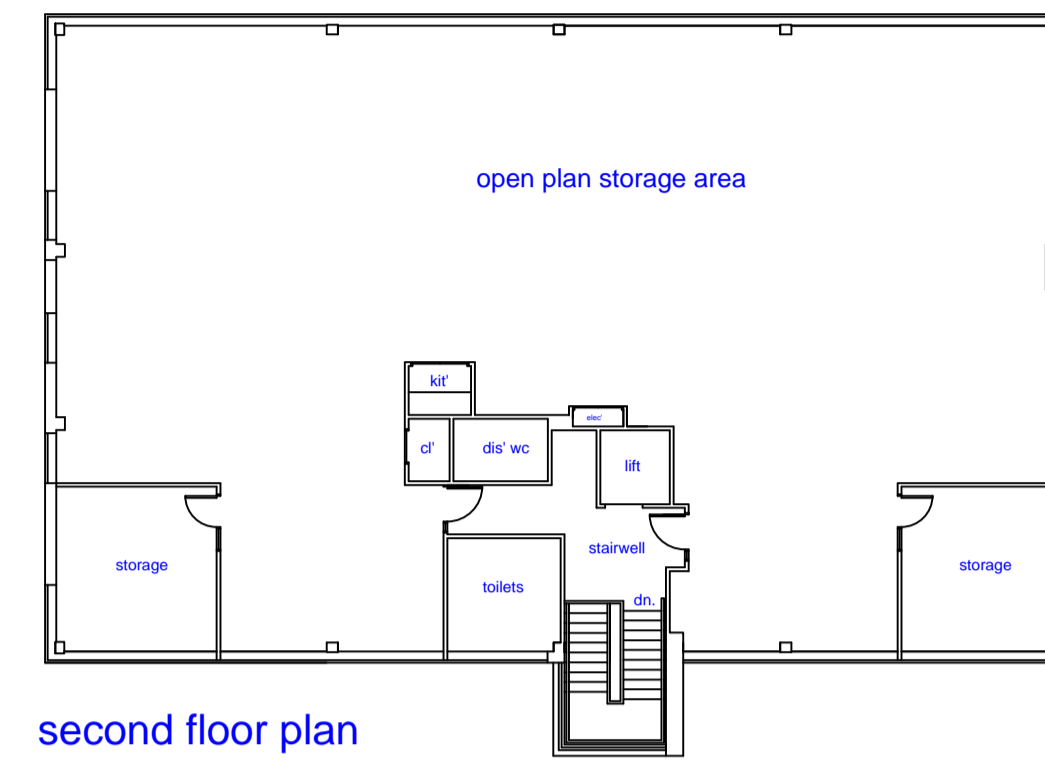 open plan storage area
kit'
elec'
cl'
dis' wc
lift
stairwell
storage
storage
toilets
dn.
second floor plan